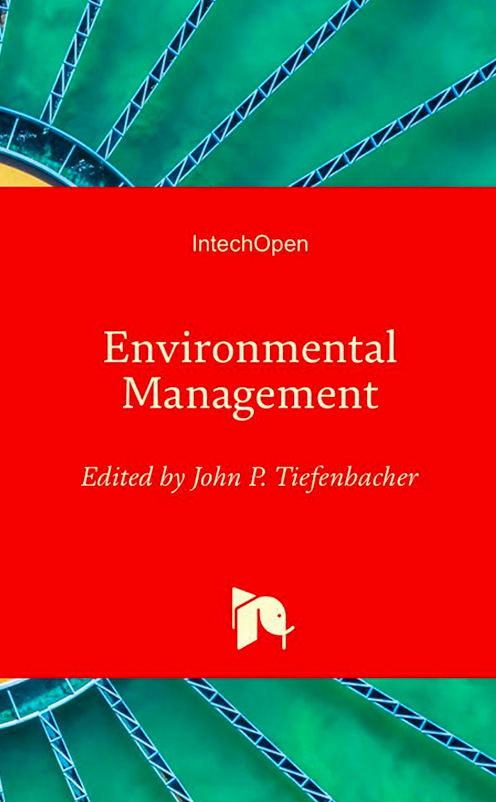 IntechOpen
Environmental
Management
Edited by John P. Tiefenbacher